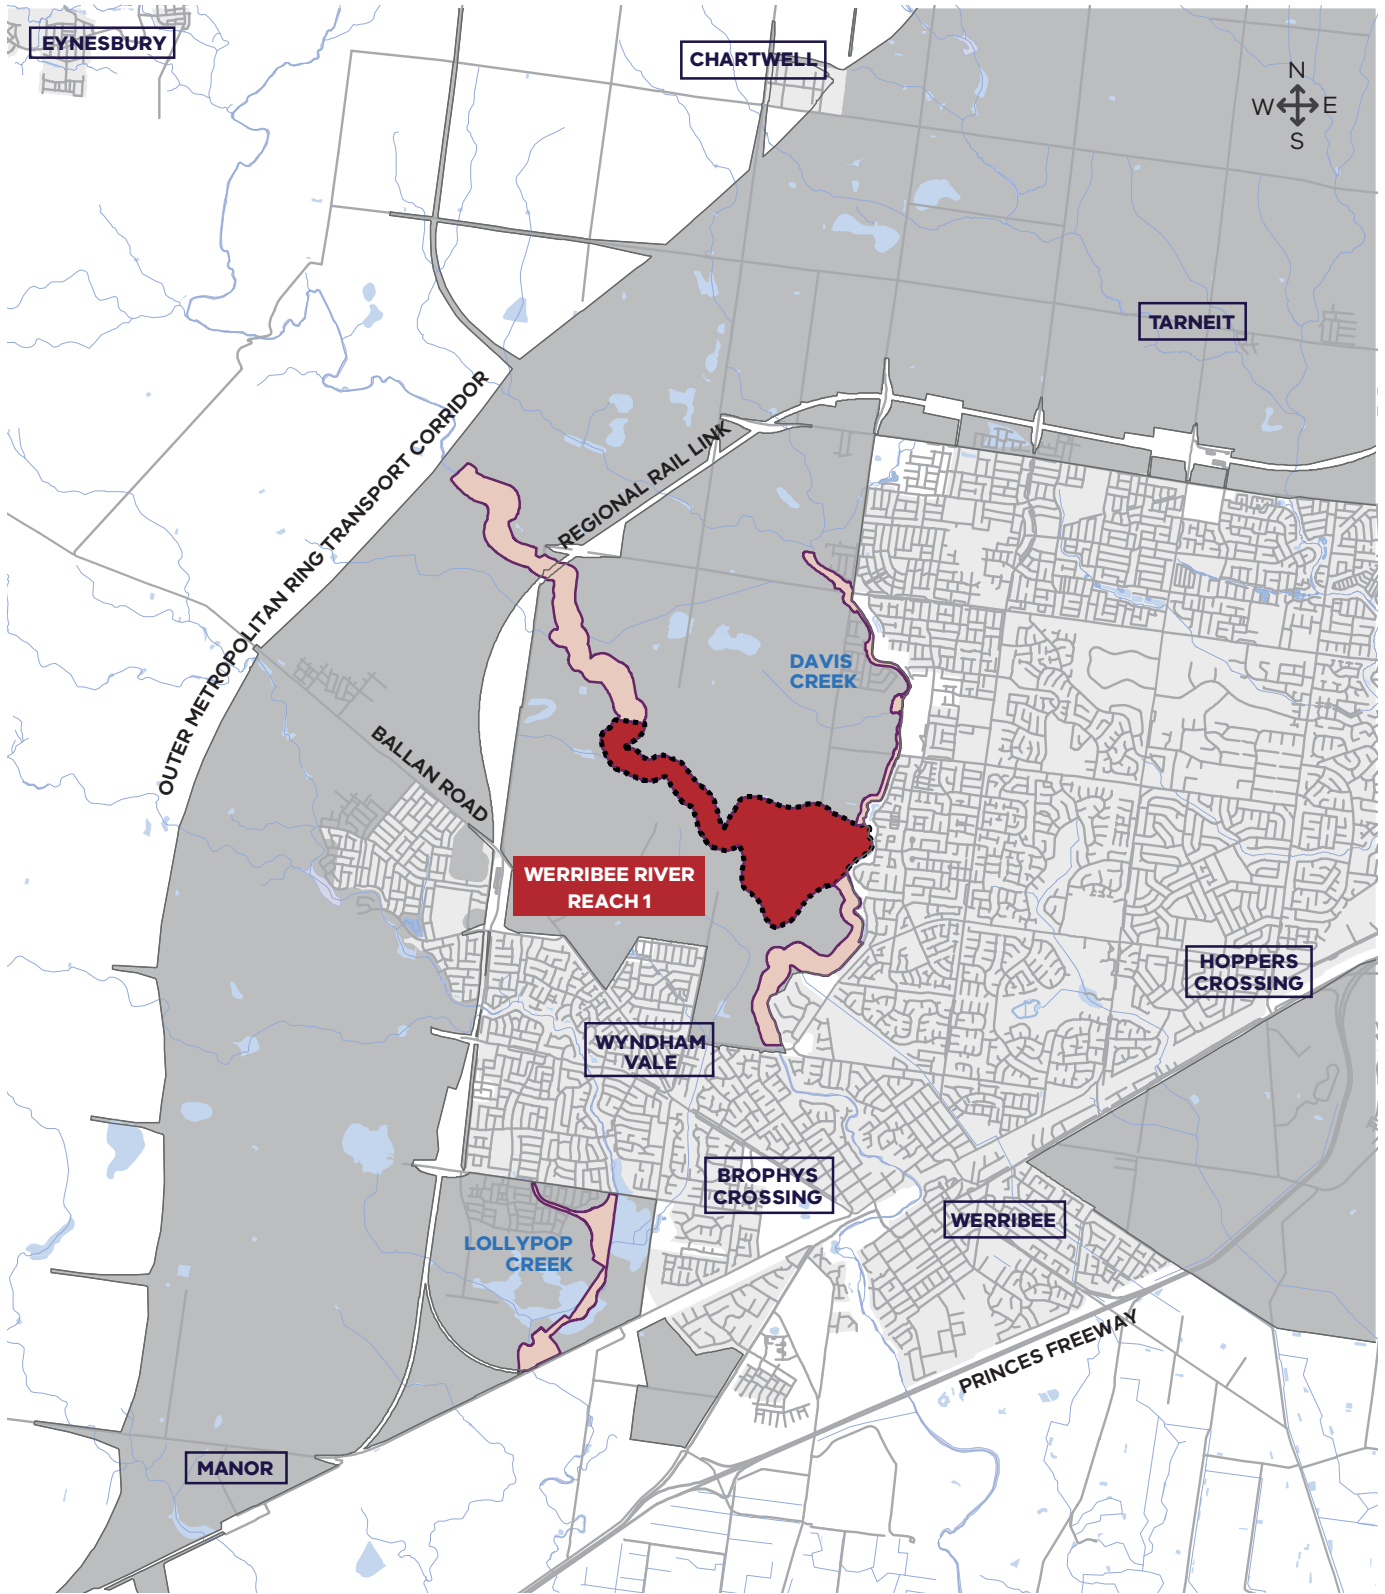 EYNESBURY
CHARTWELL
N
W E
S
TARNEIT
OUTER METROPOLITAN RING TRANSPORT CORRIDOR
REGIONAL RAIL LINK
DAVIS
CREEK
BALLAN ROAD
WERRIBEE RIVER
REACH 1
HOPPERS
CROSSING
WYNDHAM
VALE
BROPHYS
CROSSING
WERRIBEE
LOLLYPOP
CREEK
PRINCES FREEWAY
MANOR